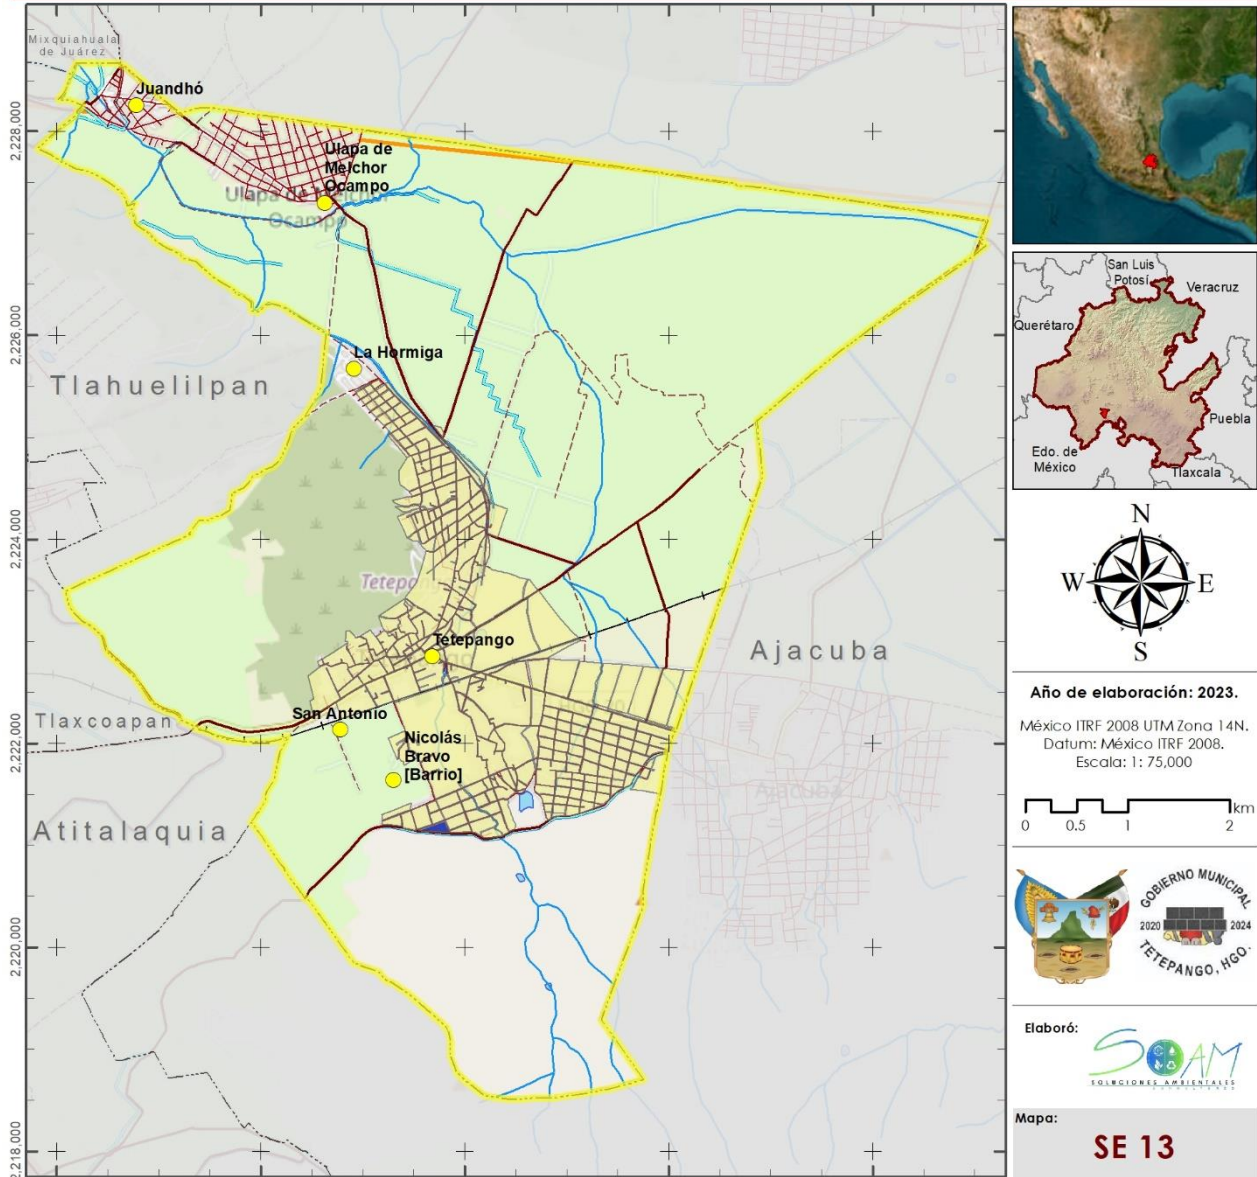 Mixquiahuala
de Juárez
Juandhó
2,228,000
Ulapa de
Melchor
Ocampo
Ulapa de Melchor
Ocampo
2,226,000
La Hormiga
Tlahuelilpan
2,224,000
Tetepango
Tetepango
Ajacuba
San Antonio
Tlaxcoapan
2,222,000
Nicolás
Bravo
[Barrio]
Ajacuba
Atitalaquia
2,220,000
2,218,000
San Luis
Potosí
Veracruz
Querétaro
Puebla
Edo. de
México
Tlaxcala
N
W E
S
Año de elaboración: 2023.
México ITRF 2008 UTM Zona 14N.
Datum: México ITRF 2008.
Escala: 1: 75,000
km
0 0.5 1 2
GOBIERNO MUNICIPAL
2020 2024
TETEPANGO, HGO.
Elaboró:
SOAM
SOLUCIONES AMBIENTALES
Mapa:
SE 13